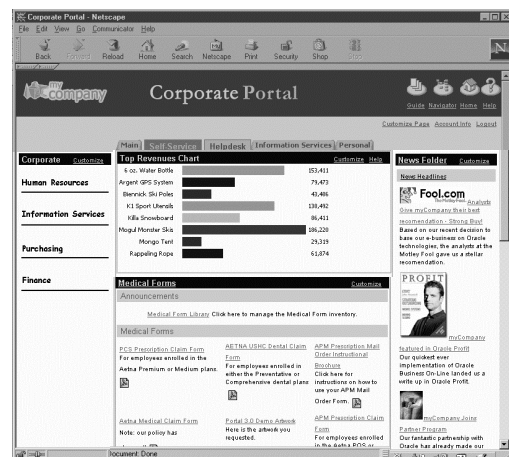 Corporate Portal - Netscape
File Edit View Go Communicator Help
Back Forward Reload Home Search Netscape Print Security Shop Stop
my company
Corporate Portal
Guide Navigator Home Help
Customize Page Account Info Logout
Main Self-Service Helpdesk Information Services Personal
Corporate Customize
Human Resources
Information Services
Purchasing
Finance
Top Revenues Chart Customize Help
6 oz. Water Bottle 153,411
Argent GPS System 79,473
Biennick Ski Poles 43,486
K1 Sport Utensils 138,492
Killa Snowboard 86,411
Mogul Monster Skis 186,220
Mongo Tent 29,319
Rappeling Rope 61,874
Medical Forms Customize
Announcements
Medical Form Library Click here to manage the Medical Form inventory.
Medical Forms
PCS Prescription Claim Form
For employees enrolled in the
Aetna Premium or Medium plans
AETNA USHC Dental Claim
Form
For employees enrolled in
either the Preventative or
Comprehensive dental plans
APM Prescription Mail
Order Instructional
Brochure
Click here for
instructions on how to
use your APM Mail
Order Form.
Aetna Medical Claim Form
Note: our policy has
Portal 3.0 Demo Artwork
Here is the artwork you
requested.
APM Prescription Claim
Form
For employees enrolled
in the Aetna POS or
News Folder Customize
News Headlines
Fool.com
The Motley Fool
Analysts
Give myCompany their best
recomendation - Strong Buy!
Based on our recent decision to
base our e-business on Oracle
technologies, the analysts at the
Motley Fool gave us a stellar
recomendation.
PROFIT
myCompany
featured in Oracle Profit
Our quickest ever
implementation of Oracle
Business On-Line landed us a
write up in Oracle Profit.
myCompany Joins
Partner Program
Our fantastic partnership with
Oracle has already made our
Document: Done